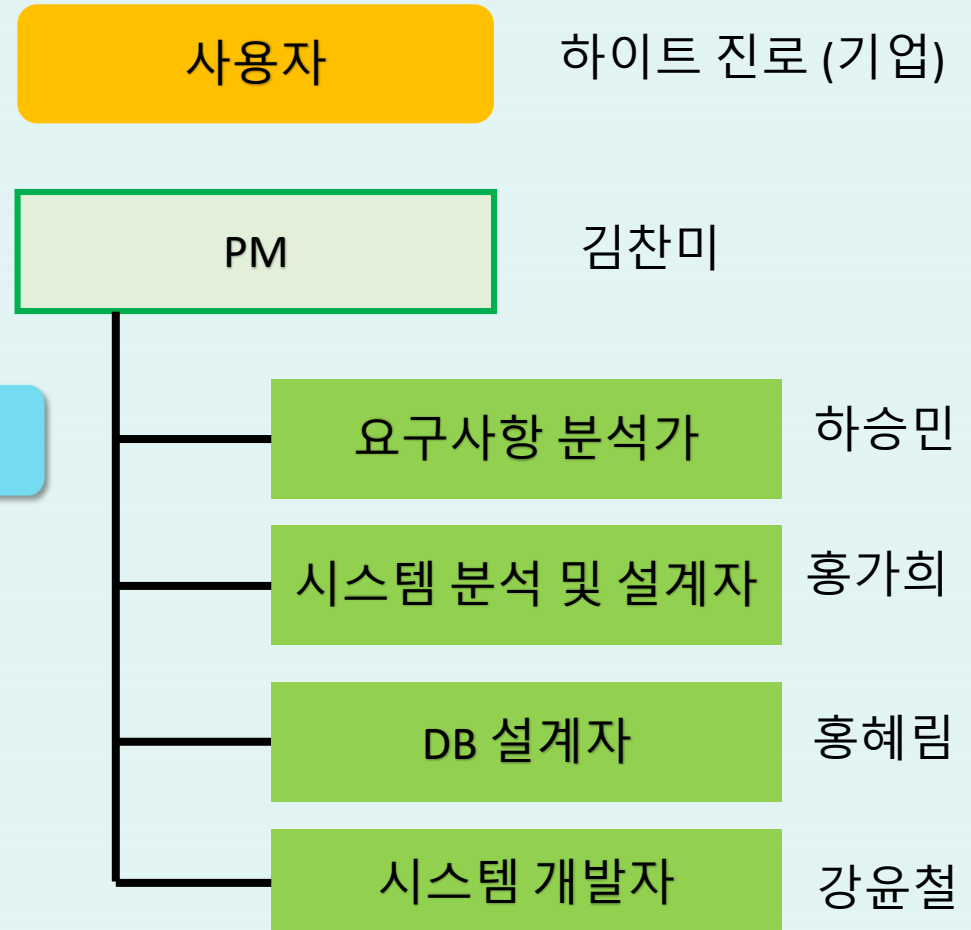 사용자 하이트 진로 (기업)
PM 김찬미
요구사항 분석가 하승민
시스템 분석 및 설계자 홍가희
DB 설계자 홍혜림
시스템 개발자 강윤철